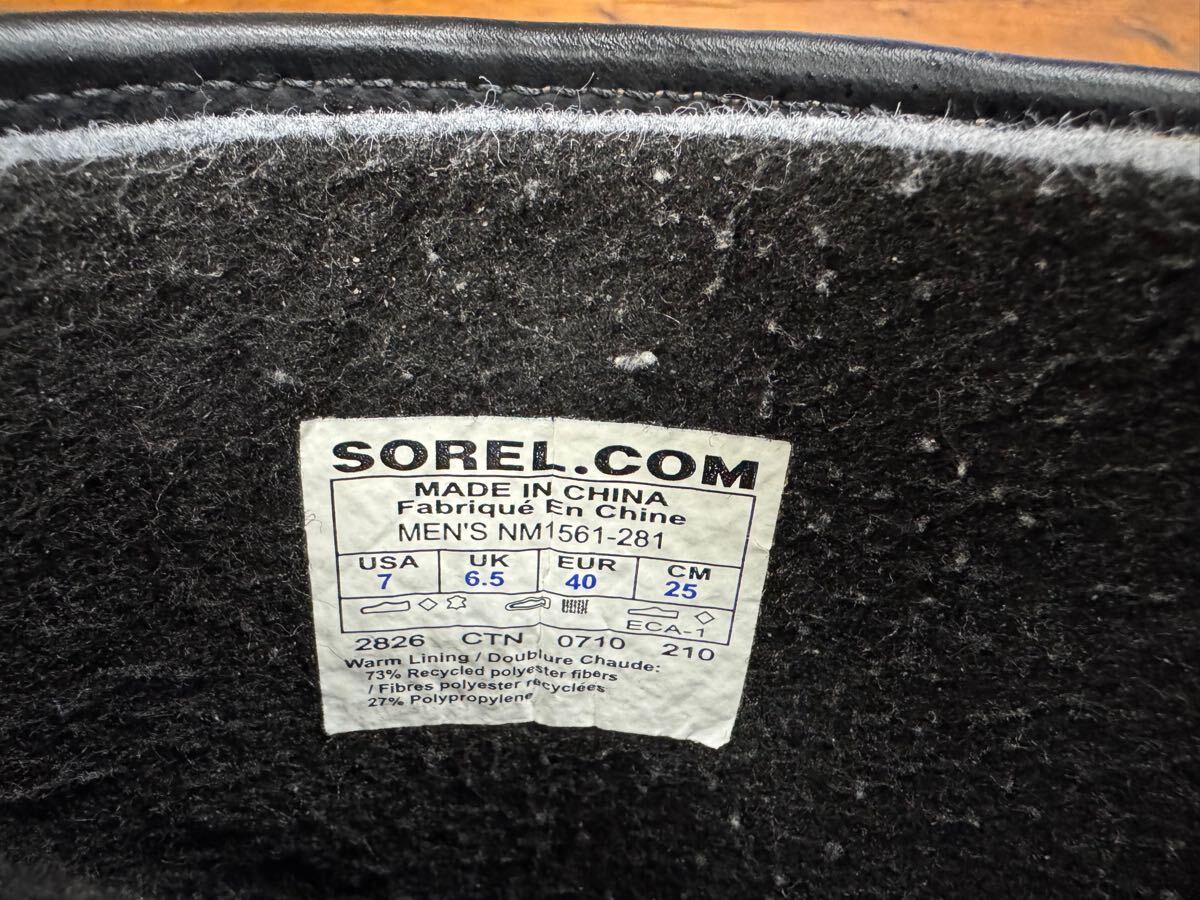 SOREL.COM
MADE IN CHINA
Fabriqué En Chine
MEN'S NM1561-281
USA UK EUR CM
7 6.5 40 25
ECA-1
2826 CTN 0710 210
Warm Lining / Doublure Chaude:
73% Recycled polyester fibers
/ Fibres polyester recyclées
27% Polypropylene